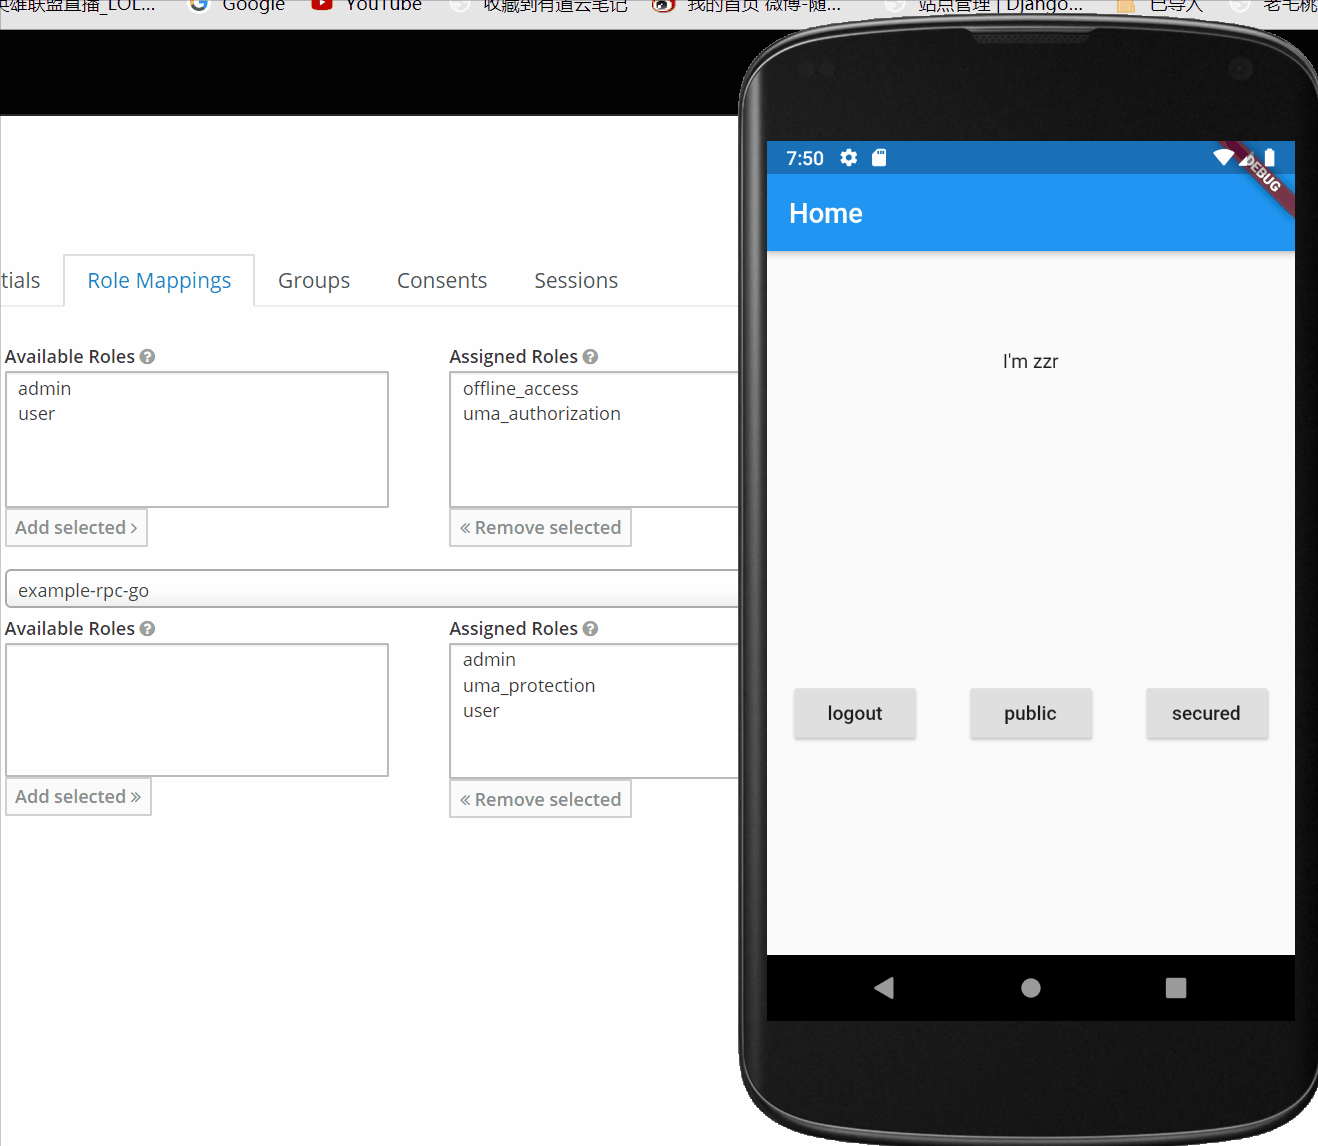 英雄联盟直播_LOL...
Google
YouTube
收藏到有道云笔记
我的首页 微博-随...
站点管理 | Django...
已导入
老毛桃
tials
Role Mappings
Groups
Consents
Sessions
Available Roles
Assigned Roles
admin
user
offline_access
uma_authorization
Add selected ›
« Remove selected
example-rpc-go
Available Roles
Assigned Roles
admin
uma_protection
user
Add selected »
« Remove selected
7:50
DEBUG
Home
I'm zzr
logout
public
secured